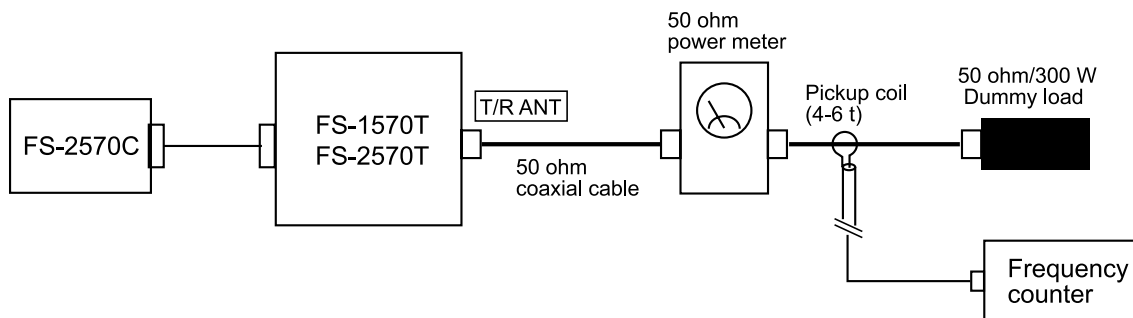 FS-2570C
FS-1570T
FS-2570T
T/R ANT
50 ohm
coaxial cable
50 ohm
power meter
Pickup coil
(4-6 t)
50 ohm/300 W
Dummy load
Frequency
counter